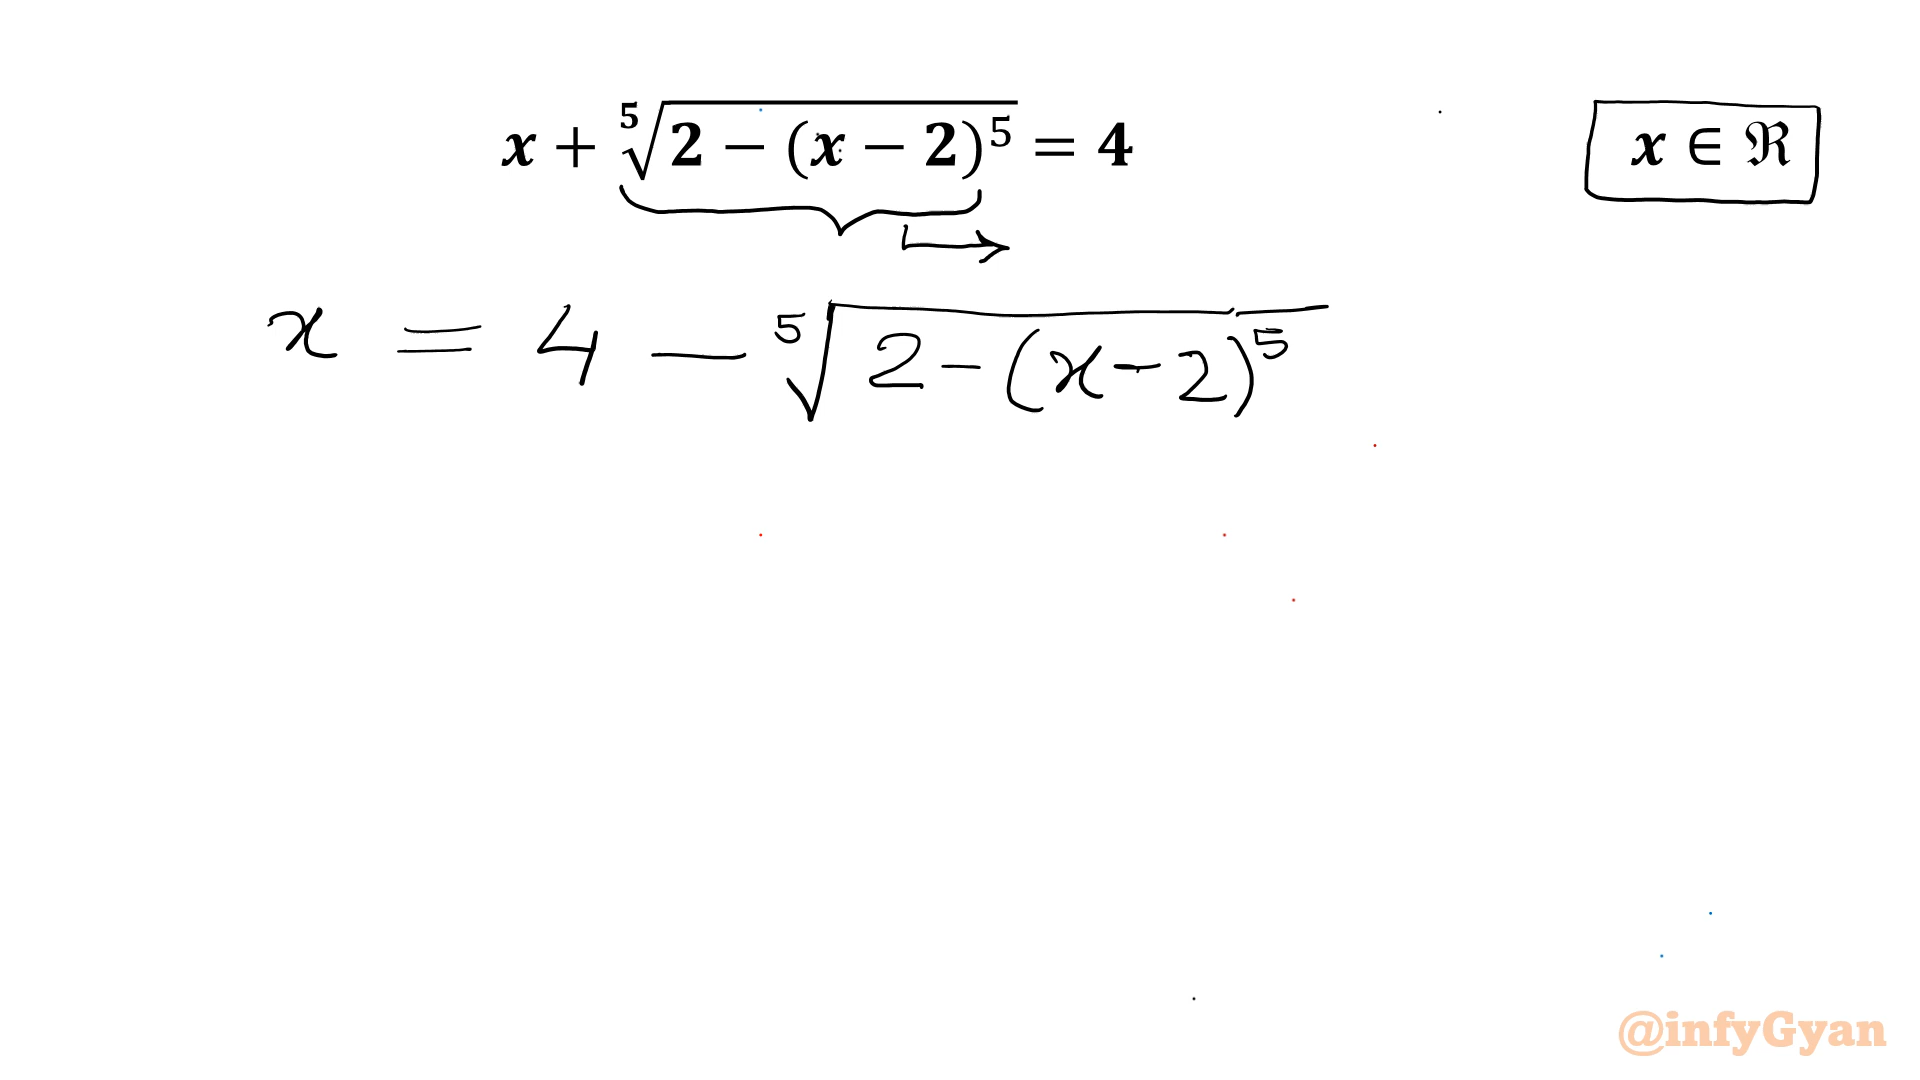 x + ⁵√(2 − (x − 2)⁵) = 4
x ∈ ℜ
x = 4 − ⁵√(2 − (x − 2)⁵)
@infyGyan